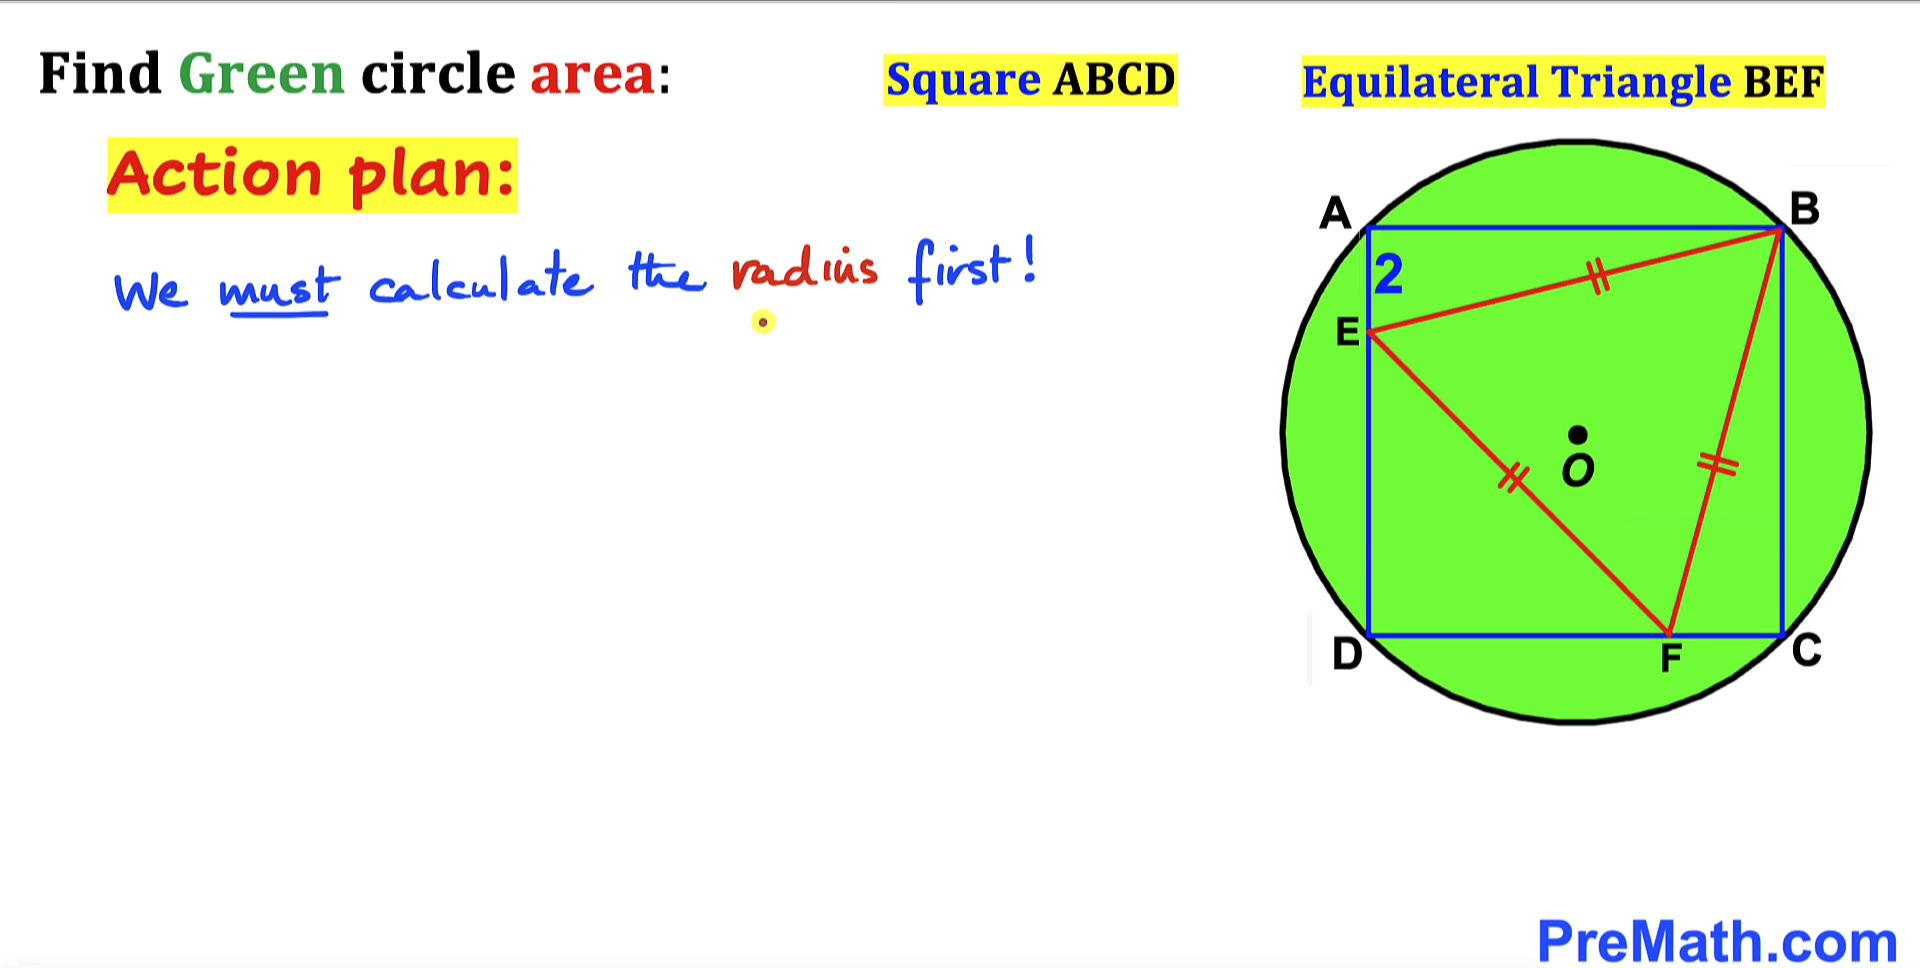 Find Green circle area:
Square ABCD
Equilateral Triangle BEF
Action plan:
We must calculate the radius first!
A
B
2
E
O
D
F
C
PreMath.com